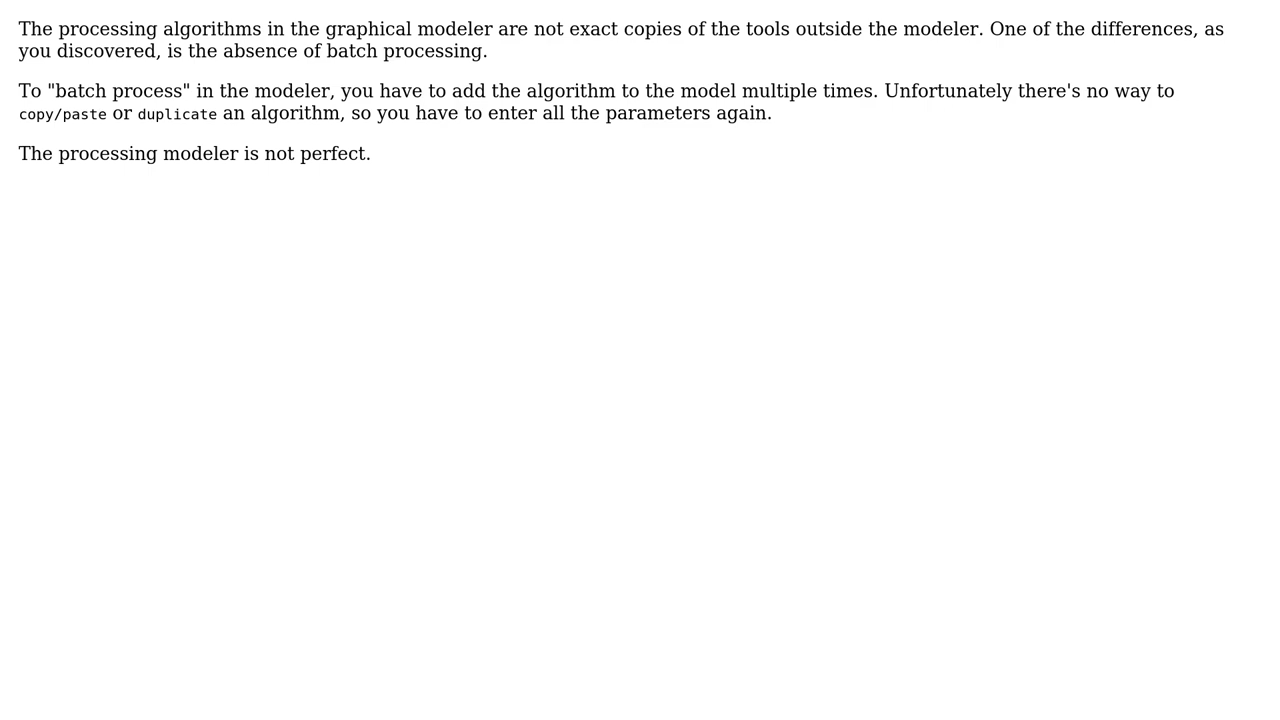 The processing algorithms in the graphical modeler are not exact copies of the tools outside the modeler. One of the differences, as
you discovered, is the absence of batch processing.
To "batch process" in the modeler, you have to add the algorithm to the model multiple times. Unfortunately there's no way to
copy/paste or duplicate an algorithm, so you have to enter all the parameters again.
The processing modeler is not perfect.